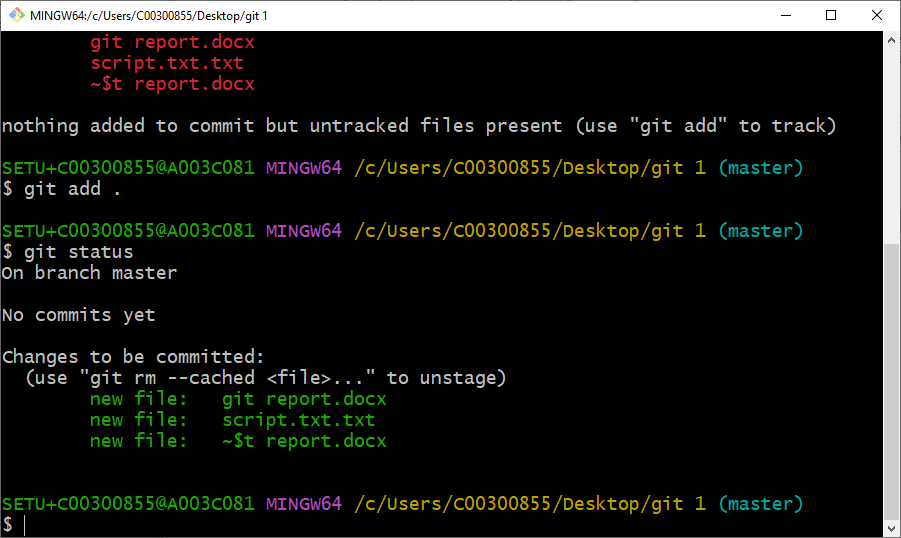 MINGW64:/c/Users/C00300855/Desktop/git 1
git report.docx
script.txt.txt
~$t report.docx
nothing added to commit but untracked files present (use "git add" to track)
SETU+C00300855@A003C081 MINGW64 /c/Users/C00300855/Desktop/git 1 (master)
$ git add .
SETU+C00300855@A003C081 MINGW64 /c/Users/C00300855/Desktop/git 1 (master)
$ git status
On branch master
No commits yet
Changes to be committed:
(use "git rm --cached <file>..." to unstage)
new file:   git report.docx
new file:   script.txt.txt
new file:   ~$t report.docx
SETU+C00300855@A003C081 MINGW64 /c/Users/C00300855/Desktop/git 1 (master)
$